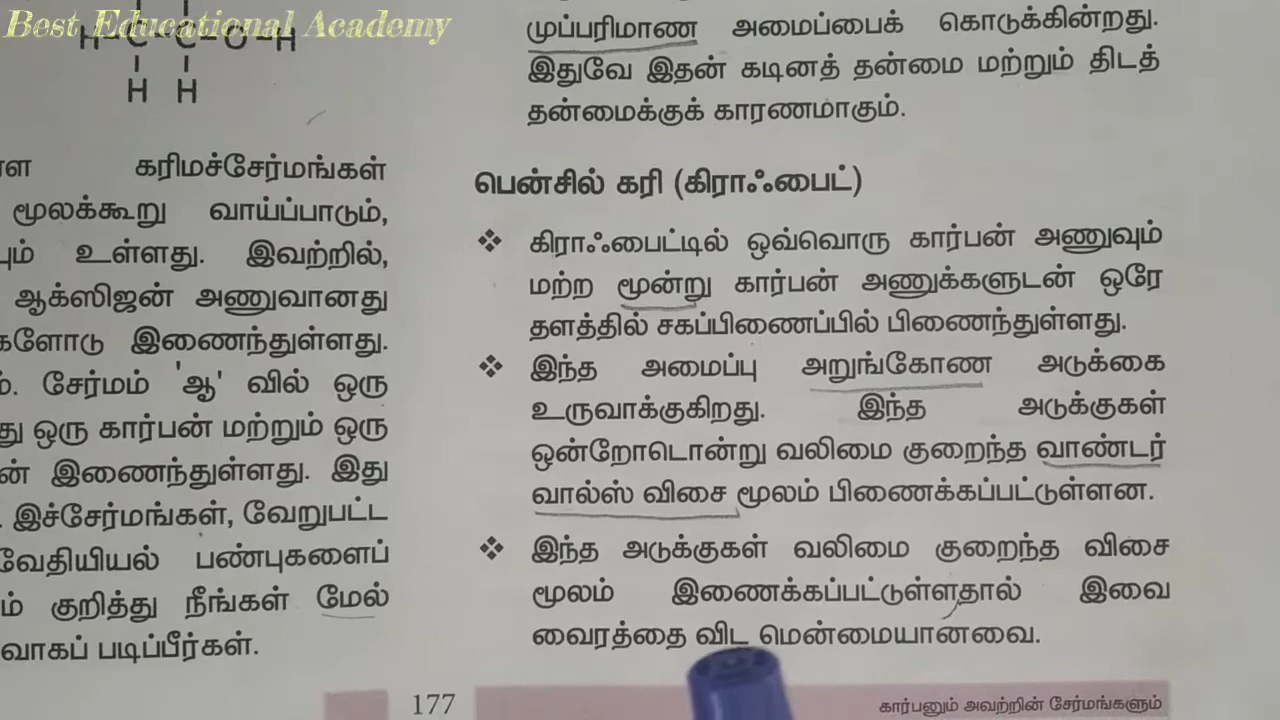 Best Educational Academy
H-C-C-O-H
H H
கரிமச்சேர்மங்கள்
மூலக்கூறு வாய்ப்பாடும்,
உள்ளது. இவற்றில்,
ஆக்ஸிஜன் அணுவானது
இணைந்துள்ளது.
சேர்மம் 'ஆ' வில் ஒரு
ஒரு கார்பன் மற்றும் ஒரு
இணைந்துள்ளது. இது
இச்சேர்மங்கள், வேறுபட்ட
வேதியியல் பண்புகளைப்
குறித்து நீங்கள் மேல்
படிப்பீர்கள்.
முப்பரிமாண அமைப்பைக் கொடுக்கின்றது.
இதுவே இதன் கடினத் தன்மை மற்றும் திடத்
தன்மைக்குக் காரணமாகும்.
பென்சில் கரி (கிராஃபைட்)
❖ கிராஃபைட்டில் ஒவ்வொரு கார்பன் அணுவும்
மற்ற மூன்று கார்பன் அணுக்களுடன் ஒரே
தளத்தில் சகப்பிணைப்பில் பிணைந்துள்ளது.
❖ இந்த அமைப்பு அறுங்கோண அடுக்கை
உருவாக்குகிறது. இந்த அடுக்குகள்
ஒன்றோடொன்று வலிமை குறைந்த வாண்டர்
வால்ஸ் விசை மூலம் பிணைக்கப்பட்டுள்ளன.
❖ இந்த அடுக்குகள் வலிமை குறைந்த விசை
மூலம் இணைக்கப்பட்டுள்ளதால் இவை
வைரத்தை விட மென்மையானவை.
177
கார்பனும் அவற்றின் சேர்மங்களும்